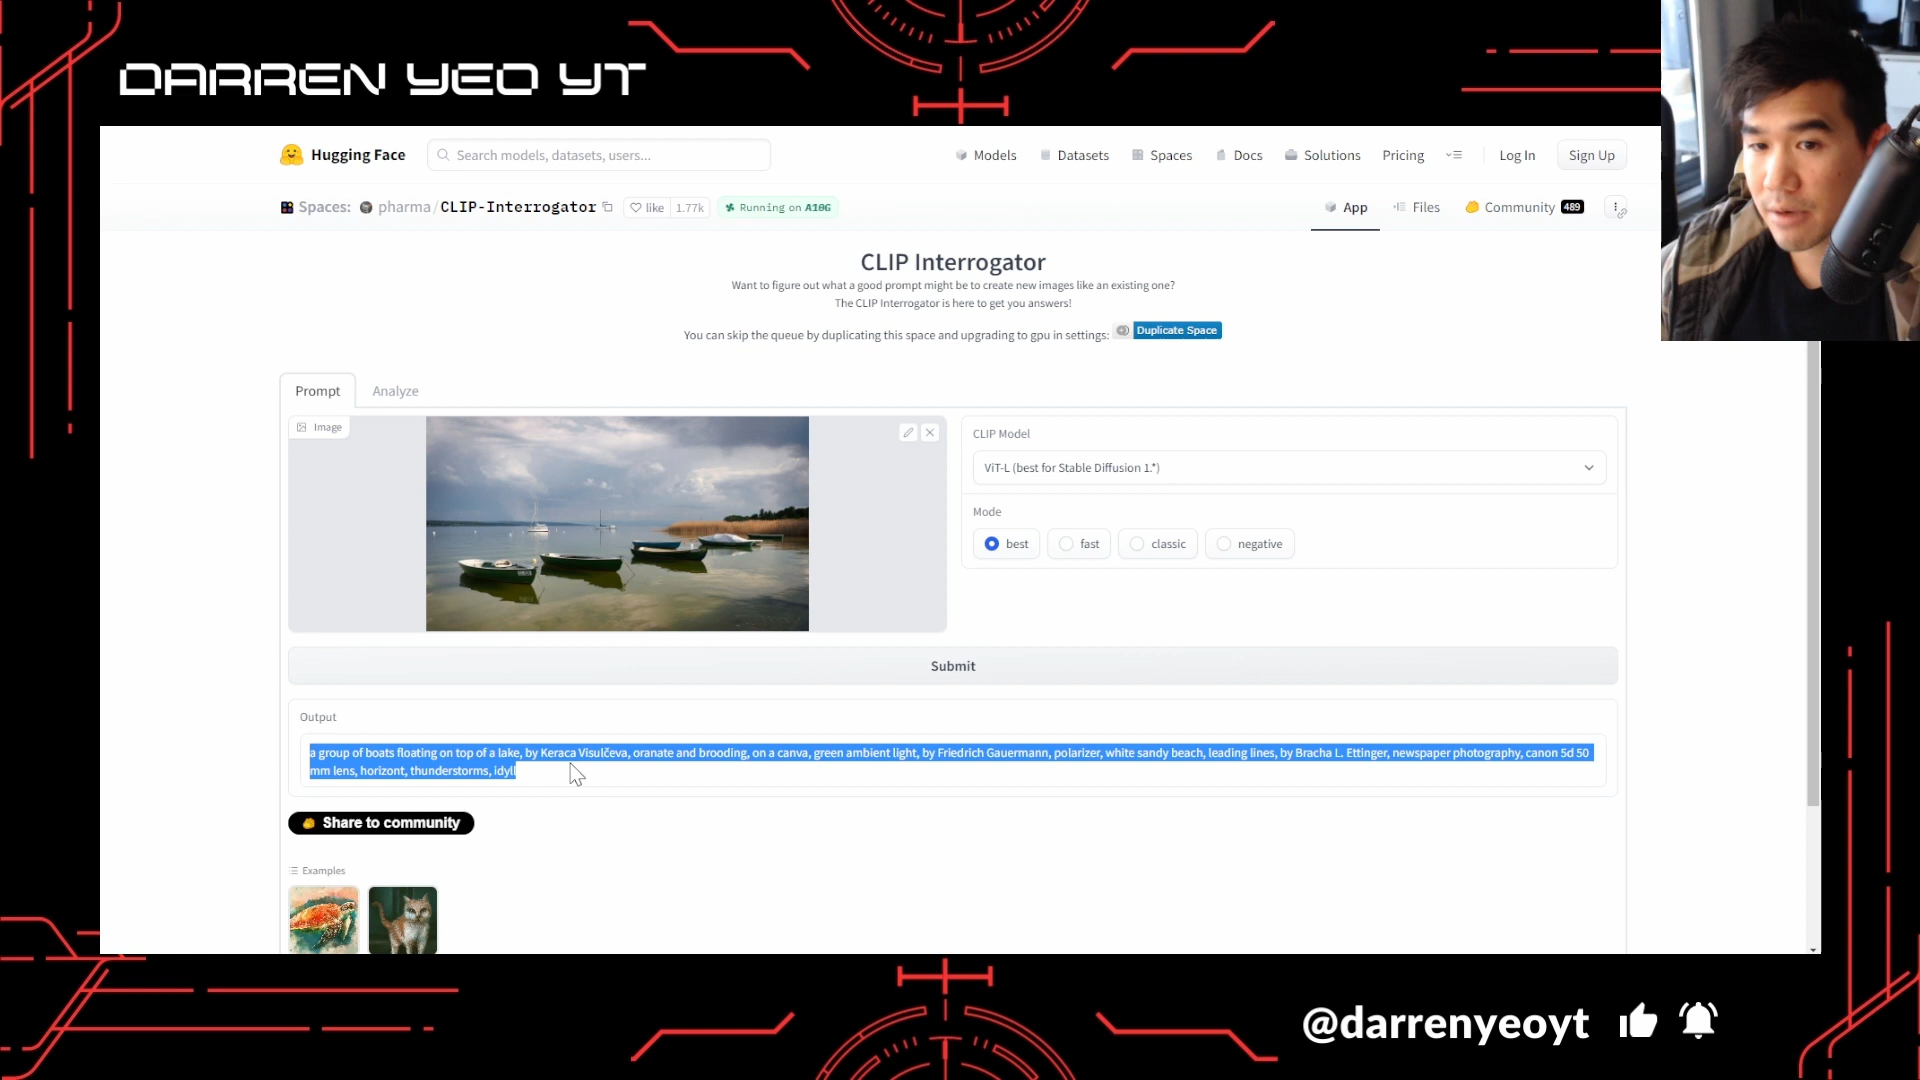 DARREN YEO YT
Hugging Face
Search models, datasets, users...
Models
Datasets
Spaces
Docs
Solutions
Pricing
Log In
Sign Up
Spaces:
pharma/CLIP-Interrogator
like
1.77k
Running on A10G
App
Files
Community
489
CLIP Interrogator
Want to figure out what a good prompt might be to create new images like an existing one?
The CLIP Interrogator is here to get you answers!
You can skip the queue by duplicating this space and upgrading to gpu in settings:
Duplicate Space
Prompt
Analyze
Image
CLIP Model
ViT-L (best for Stable Diffusion 1.*)
Mode
best
fast
classic
negative
Submit
Output
a group of boats floating on top of a lake, by Keraca Visulčeva, oranate and brooding, on a canva, green ambient light, by Friedrich Gauermann, polarizer, white sandy beach, leading lines, by Bracha L. Ettinger, newspaper photography, canon 5d 50
mm lens, horizont, thunderstorms, idyll
Share to community
Examples
@darrenyeoyt